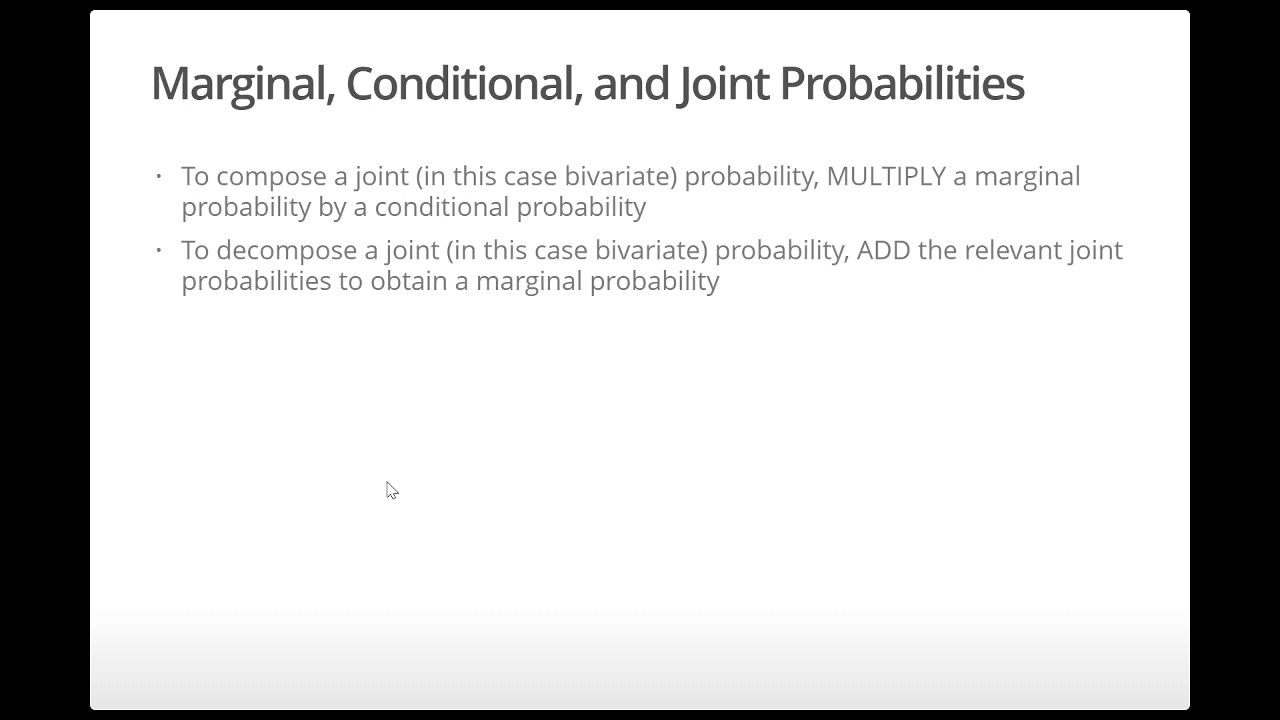 Marginal, Conditional, and Joint Probabilities
• To compose a joint (in this case bivariate) probability, MULTIPLY a marginal
probability by a conditional probability
• To decompose a joint (in this case bivariate) probability, ADD the relevant joint
probabilities to obtain a marginal probability